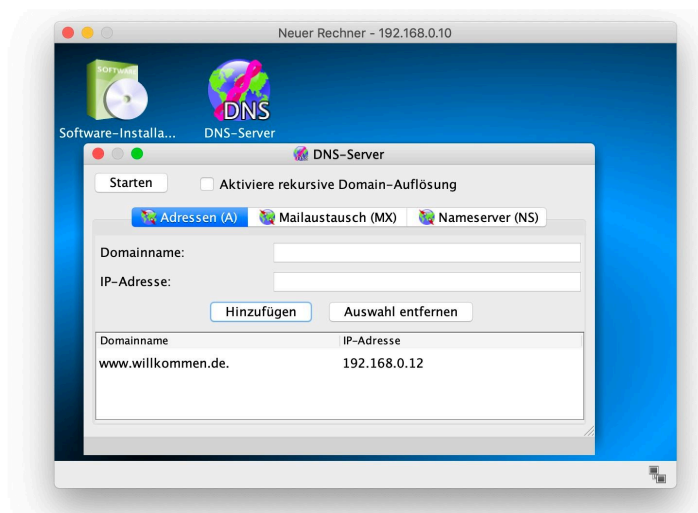 Neuer Rechner - 192.168.0.10
SOFTWARE
DNS
Software-Installa...
DNS-Server
DNS-Server
Starten
Aktiviere rekursive Domain-Auflösung
Adressen (A)
Mailaustausch (MX)
Nameserver (NS)
Domainname:
IP-Adresse:
Hinzufügen
Auswahl entfernen
Domainname
IP-Adresse
www.willkommen.de.
192.168.0.12